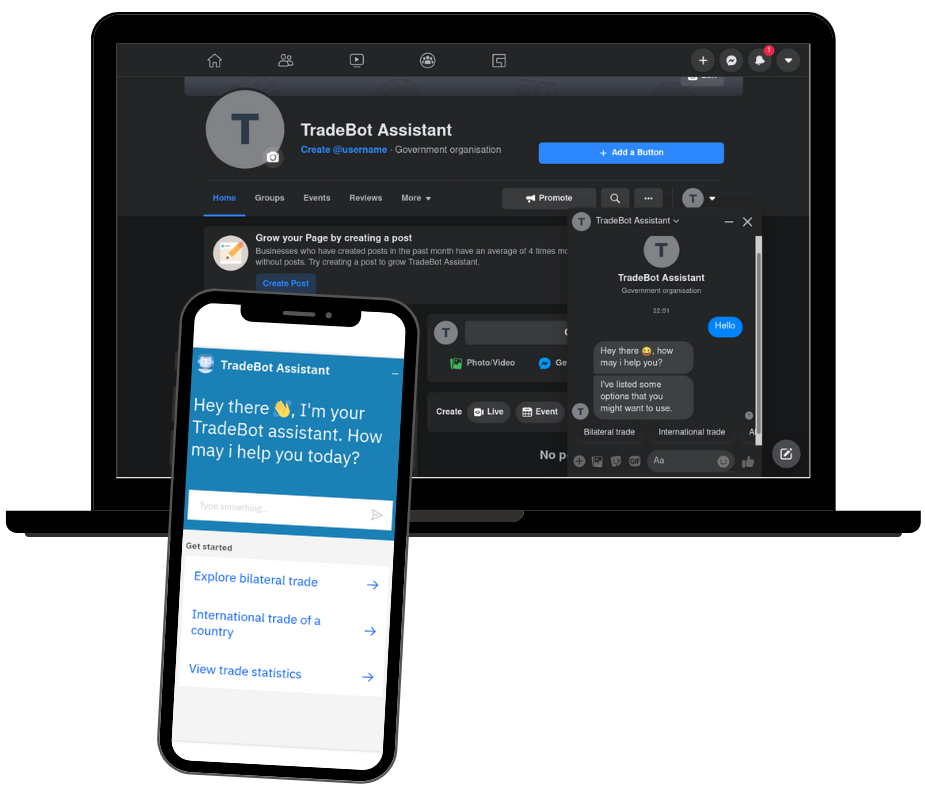 1
T
TradeBot Assistant
Create @username · Government organisation
+ Add a Button
Home Groups Events Reviews More
Promote
T
Grow your Page by creating a post
Businesses who have created posts in the past month have an average of 4 times
without posts. Try creating a post to grow TradeBot Assistant.
Create Post
T
Photo/Video
Create Live Event
T TradeBot Assistant
T
TradeBot Assistant
Government organisation
22:51
Hello
Hey there 😅, how
may i help you?
I've listed some
options that you
might want to use.
T
Bilateral trade International trade
GIF Aa
TradeBot Assistant
Hey there 👋, I'm your
TradeBot assistant. How
may i help you today?
Type something...
Get started
Explore bilateral trade
International trade of a
country
View trade statistics